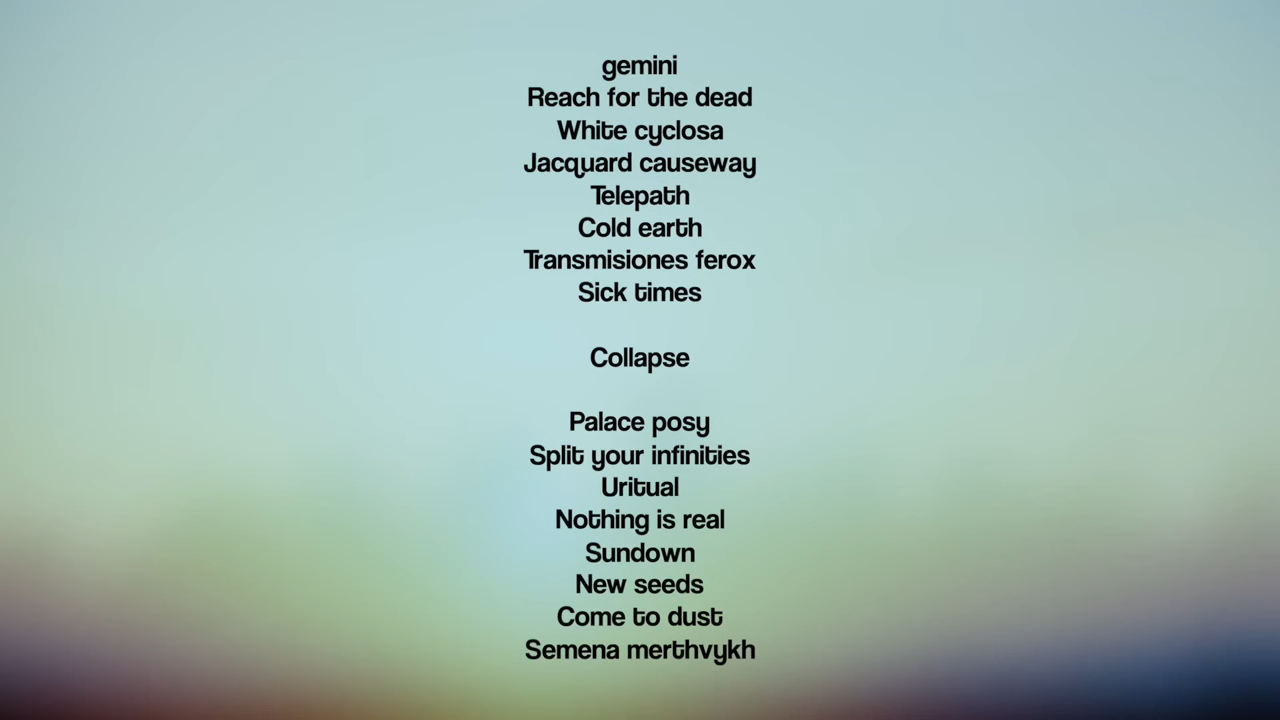 gemini
Reach for the dead
White cyclosa
Jacquard causeway
Telepath
Cold earth
Transmisiones ferox
Sick times
Collapse
Palace posy
Split your infinities
Uritual
Nothing is real
Sundown
New seeds
Come to dust
Semena merthvykh